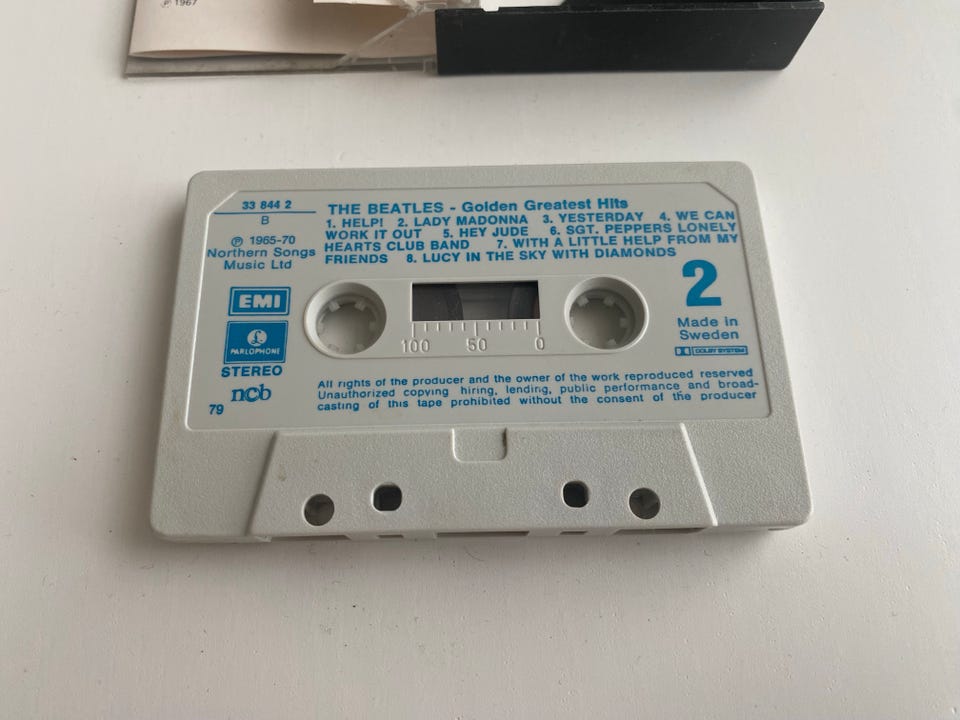 ℗ 1967
33 844 2
B
℗ 1965-70
Northern Songs
Music Ltd
EMI
£
PARLOPHONE
STEREO
ncb
79
THE BEATLES - Golden Greatest Hits
1. HELP! 2. LADY MADONNA 3. YESTERDAY 4. WE CAN
WORK IT OUT 5. HEY JUDE 6. SGT. PEPPERS LONELY
HEARTS CLUB BAND 7. WITH A LITTLE HELP FROM MY
FRIENDS 8. LUCY IN THE SKY WITH DIAMONDS
2
Made in
Sweden
DOLBY SYSTEM
100 50 0
All rights of the producer and the owner of the work reproduced reserved
Unauthorized copying hiring, lending, public performance and broad-
casting of this tape prohibited without the consent of the producer